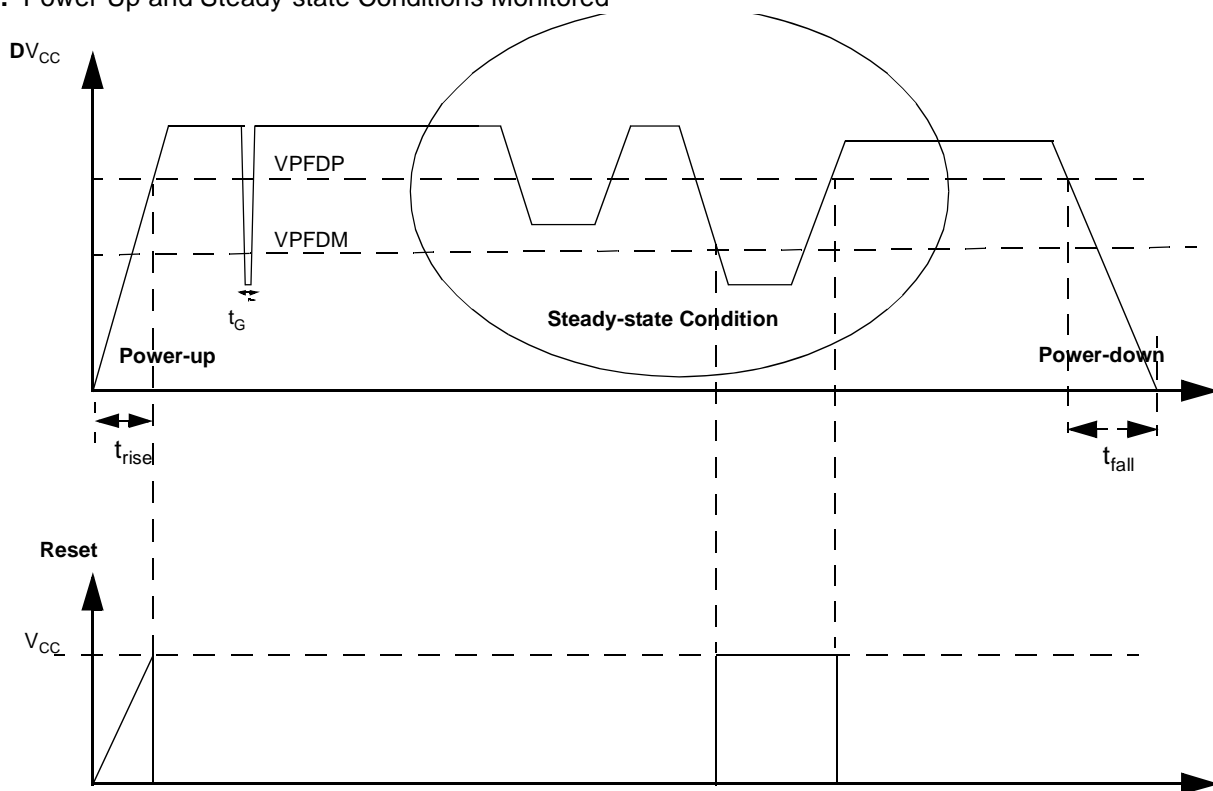 . Power-Up and Steady-state Conditions Monitored
DVCC
VPFDP
VPFDM
tG
Steady-state Condition
Power-up
Power-down
trise
tfall
Reset
VCC